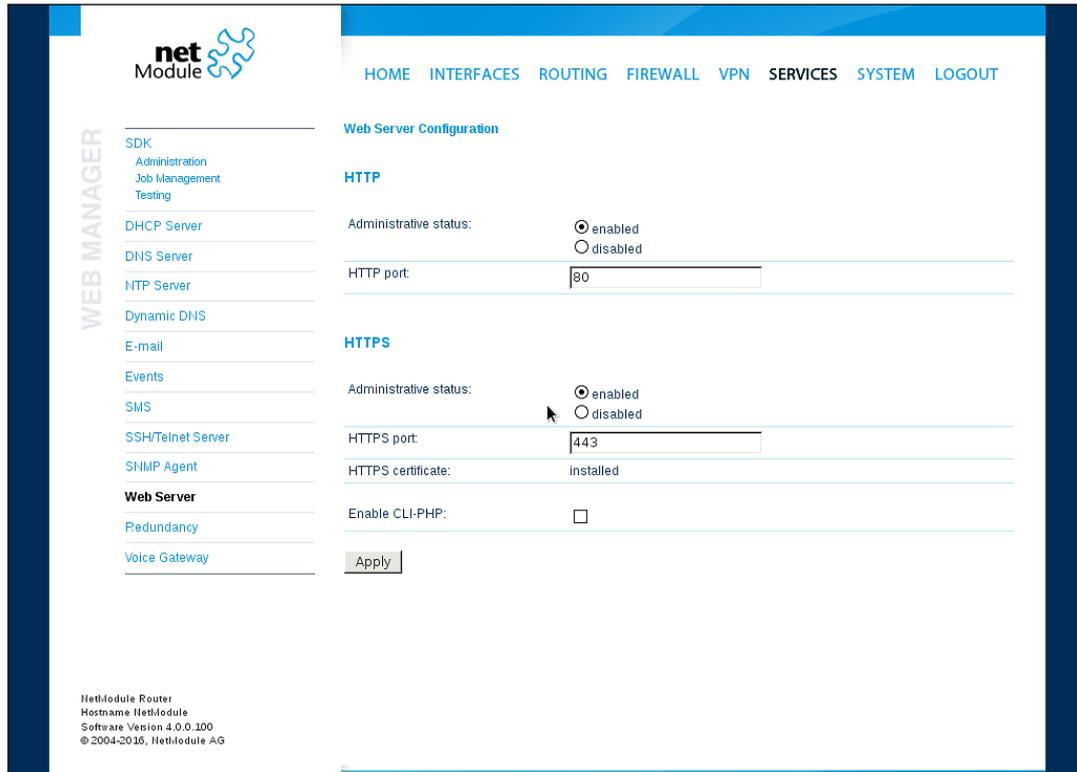 net
Module
HOME INTERFACES ROUTING FIREWALL VPN SERVICES SYSTEM LOGOUT
WEB MANAGER
SDK
Administration
Job Management
Testing
DHCP Server
DNS Server
NTP Server
Dynamic DNS
E-mail
Events
SMS
SSH/Telnet Server
SNMP Agent
Web Server
Redundancy
Voice Gateway
Web Server Configuration
HTTP
Administrative status: enabled
disabled
HTTP port: 80
HTTPS
Administrative status: enabled
disabled
HTTPS port: 443
HTTPS certificate: installed
Enable CLI-PHP:
Apply
NetModule Router
Hostname NetModule
Software Version 4.0.0.100
© 2004-2016, NetModule AG